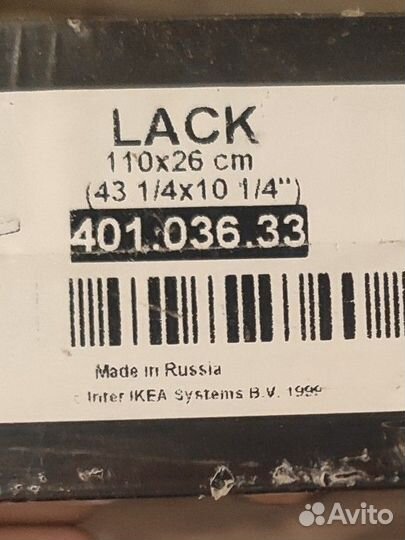 LACK
110x26 cm
(43 1/4x10 1/4")
401.036.33
Made in Russia
Inter IKEA Systems B.V. 1999
Avito